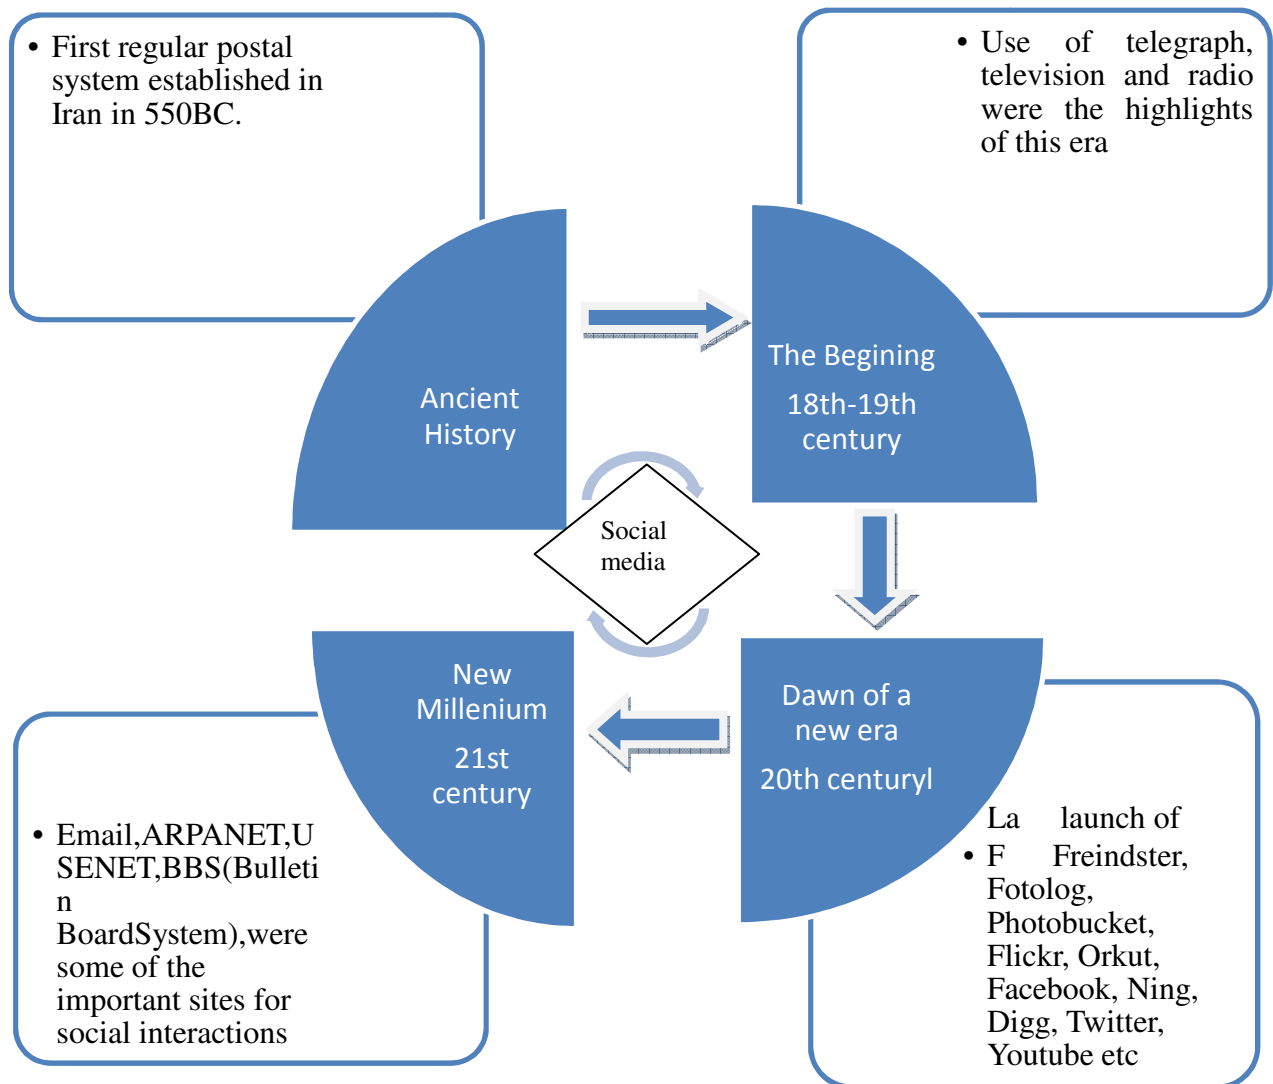 • First regular postal
system established in
Iran in 550BC.
• Use of telegraph,
television and radio
were the highlights
of this era
Ancient
History
The Begining
18th-19th
century
Social
media
New
Millenium
21st
century
Dawn of a
new era
20th centuryl
• Email,ARPANET,U
SENET,BBS(Bulleti
n
BoardSystem),were
some of the
important sites for
social interactions
La launch of
• F Freindster,
Fotolog,
Photobucket,
Flickr, Orkut,
Facebook, Ning,
Digg, Twitter,
Youtube etc